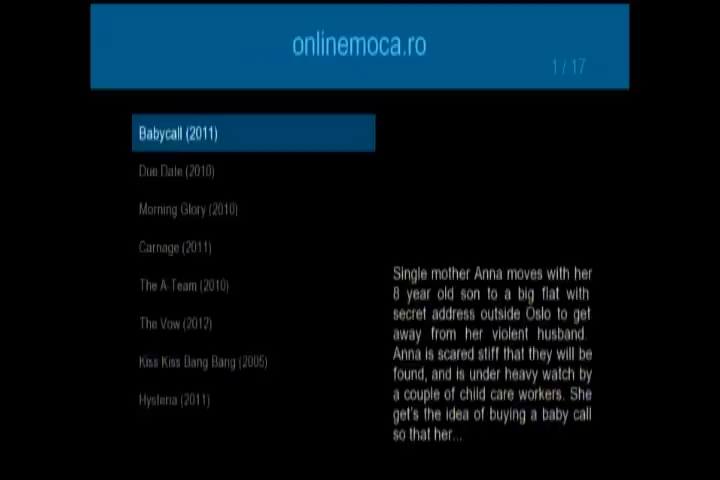 onlinemoca.ro
1 / 17
Babycall (2011)
Due Date (2010)
Morning Glory (2010)
Carnage (2011)
The A-Team (2010)
The Vow (2012)
Kiss Kiss Bang Bang (2005)
Hysteria (2011)
Single mother Anna moves with her
8 year old son to a big flat with
secret address outside Oslo to get
away from her violent husband.
Anna is scared stiff that they will be
found, and is under heavy watch by
a couple of child care workers. She
get's the idea of buying a baby call
so that her...